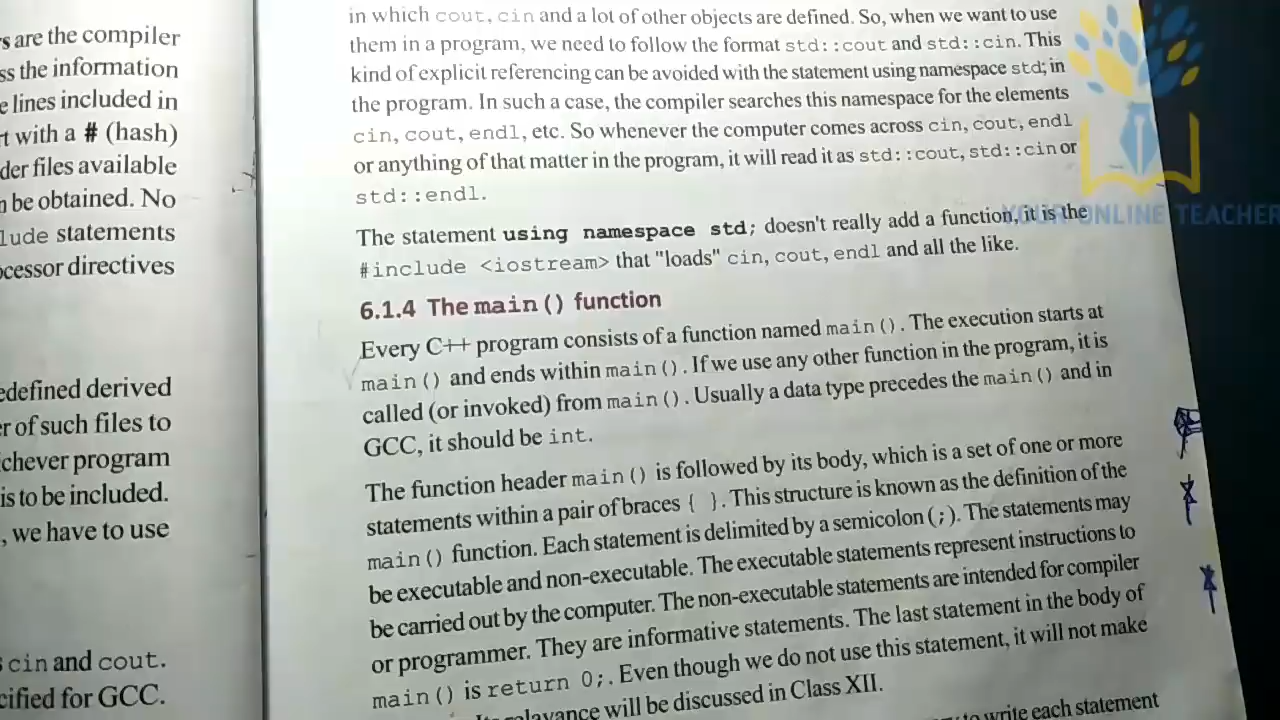 s are the compiler
ss the information
e lines included in
rt with a # (hash)
der files available
n be obtained. No
lude statements
ocessor directives
edefined derived
er of such files to
ichever program
is to be included.
, we have to use
cin and cout.
cified for GCC.
in which cout, cin and a lot of other objects are defined. So, when we want to use
them in a program, we need to follow the format std::cout and std::cin. This
kind of explicit referencing can be avoided with the statement using namespace std; in
the program. In such a case, the compiler searches this namespace for the elements
cin, cout, endl, etc. So whenever the computer comes across cin, cout, endl
or anything of that matter in the program, it will read it as std::cout, std::cin or
std::endl.
The statement using namespace std; doesn't really add a function, it is the
#include <iostream> that "loads" cin, cout, endl and all the like.
6.1.4 The main() function
Every C++ program consists of a function named main(). The execution starts at
main() and ends within main(). If we use any other function in the program, it is
called (or invoked) from main(). Usually a data type precedes the main() and in
GCC, it should be int.
The function header main() is followed by its body, which is a set of one or more
statements within a pair of braces { }. This structure is known as the definition of the
main() function. Each statement is delimited by a semicolon (;). The statements may
be executable and non-executable. The executable statements represent instructions to
be carried out by the computer. The non-executable statements are intended for compiler
or programmer. They are informative statements. The last statement in the body of
main() is return 0;. Even though we do not use this statement, it will not make
relavance will be discussed in Class XII.
to write each statement
YOUR ONLINE TEACHER